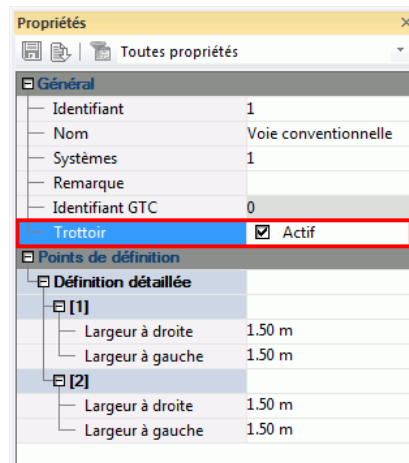 Propriétés
Toutes propriétés
Général
Identifiant 1
Nom Voie conventionnelle
Systèmes 1
Remarque
Identifiant GTC 0
Trottoir Actif
Points de définition
Définition détaillée
[1]
Largeur à droite 1.50 m
Largeur à gauche 1.50 m
[2]
Largeur à droite 1.50 m
Largeur à gauche 1.50 m